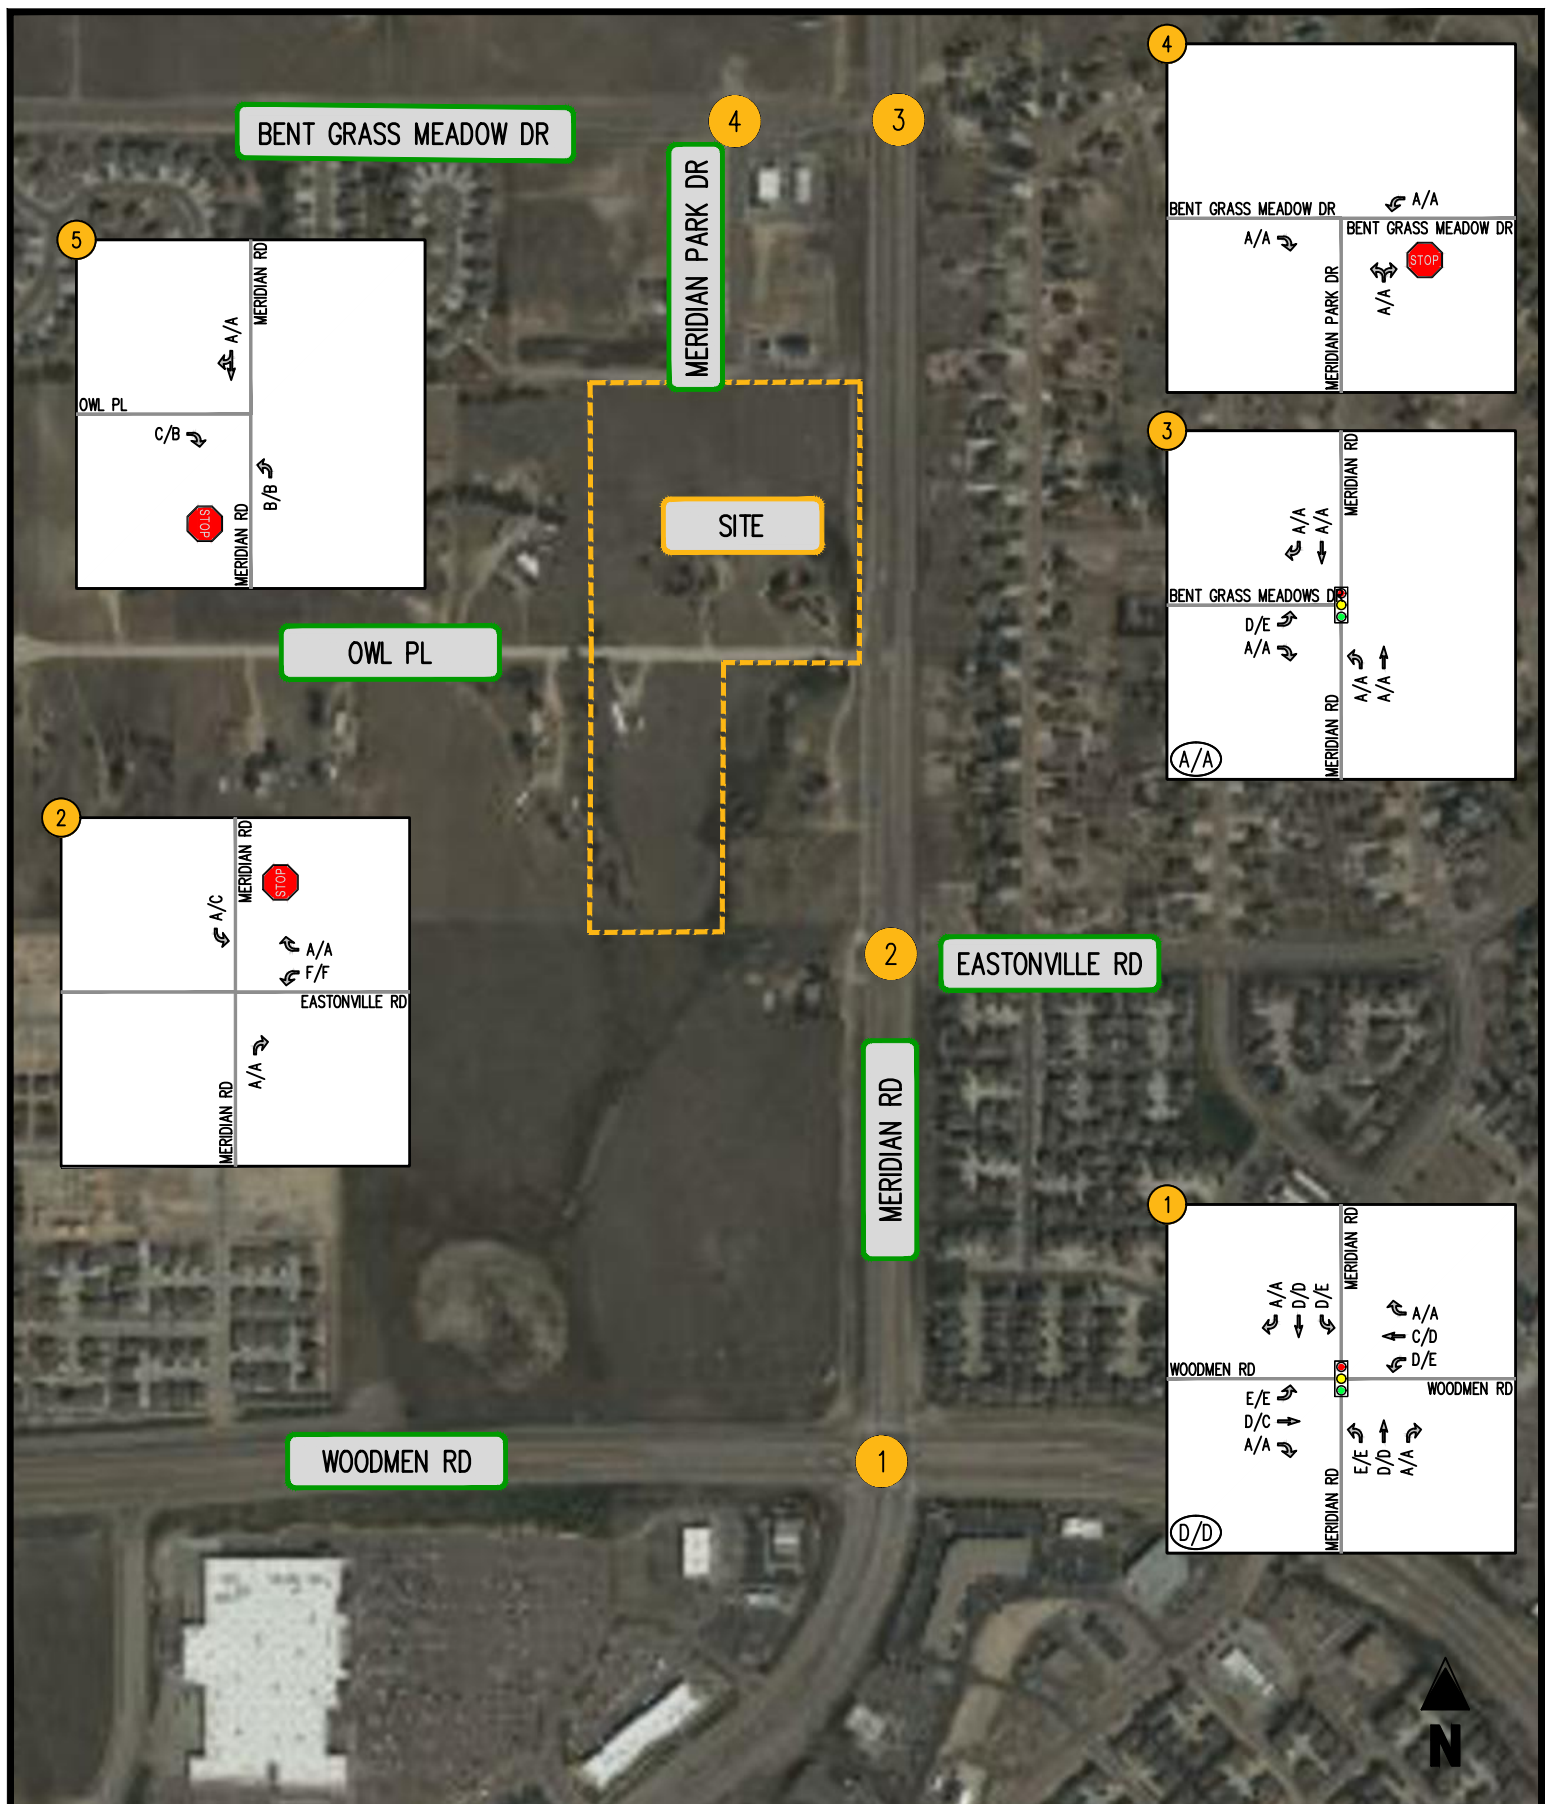 4
BENT GRASS MEADOW DR
4
3
MERIDIAN PARK DR
BENT GRASS MEADOW DR
A/A
BENT GRASS MEADOW DR
A/A
STOP
A/A
MERIDIAN PARK DR
5
MERIDIAN RD
A/A
OWL PL
C/B
B/B
STOP
MERIDIAN RD
3
MERIDIAN RD
A/A
A/A
BENT GRASS MEADOWS DR
D/E
A/A
A/A
A/A
MERIDIAN RD
A/A
SITE
OWL PL
2
MERIDIAN RD
STOP
A/C
A/A
F/F
EASTONVILLE RD
A/A
MERIDIAN RD
2
EASTONVILLE RD
MERIDIAN RD
1
MERIDIAN RD
A/A
D/D
D/E
A/A
C/D
D/E
WOODMEN RD
WOODMEN RD
E/E
D/C
A/A
E/E
D/D
A/A
MERIDIAN RD
D/D
WOODMEN RD
1
N